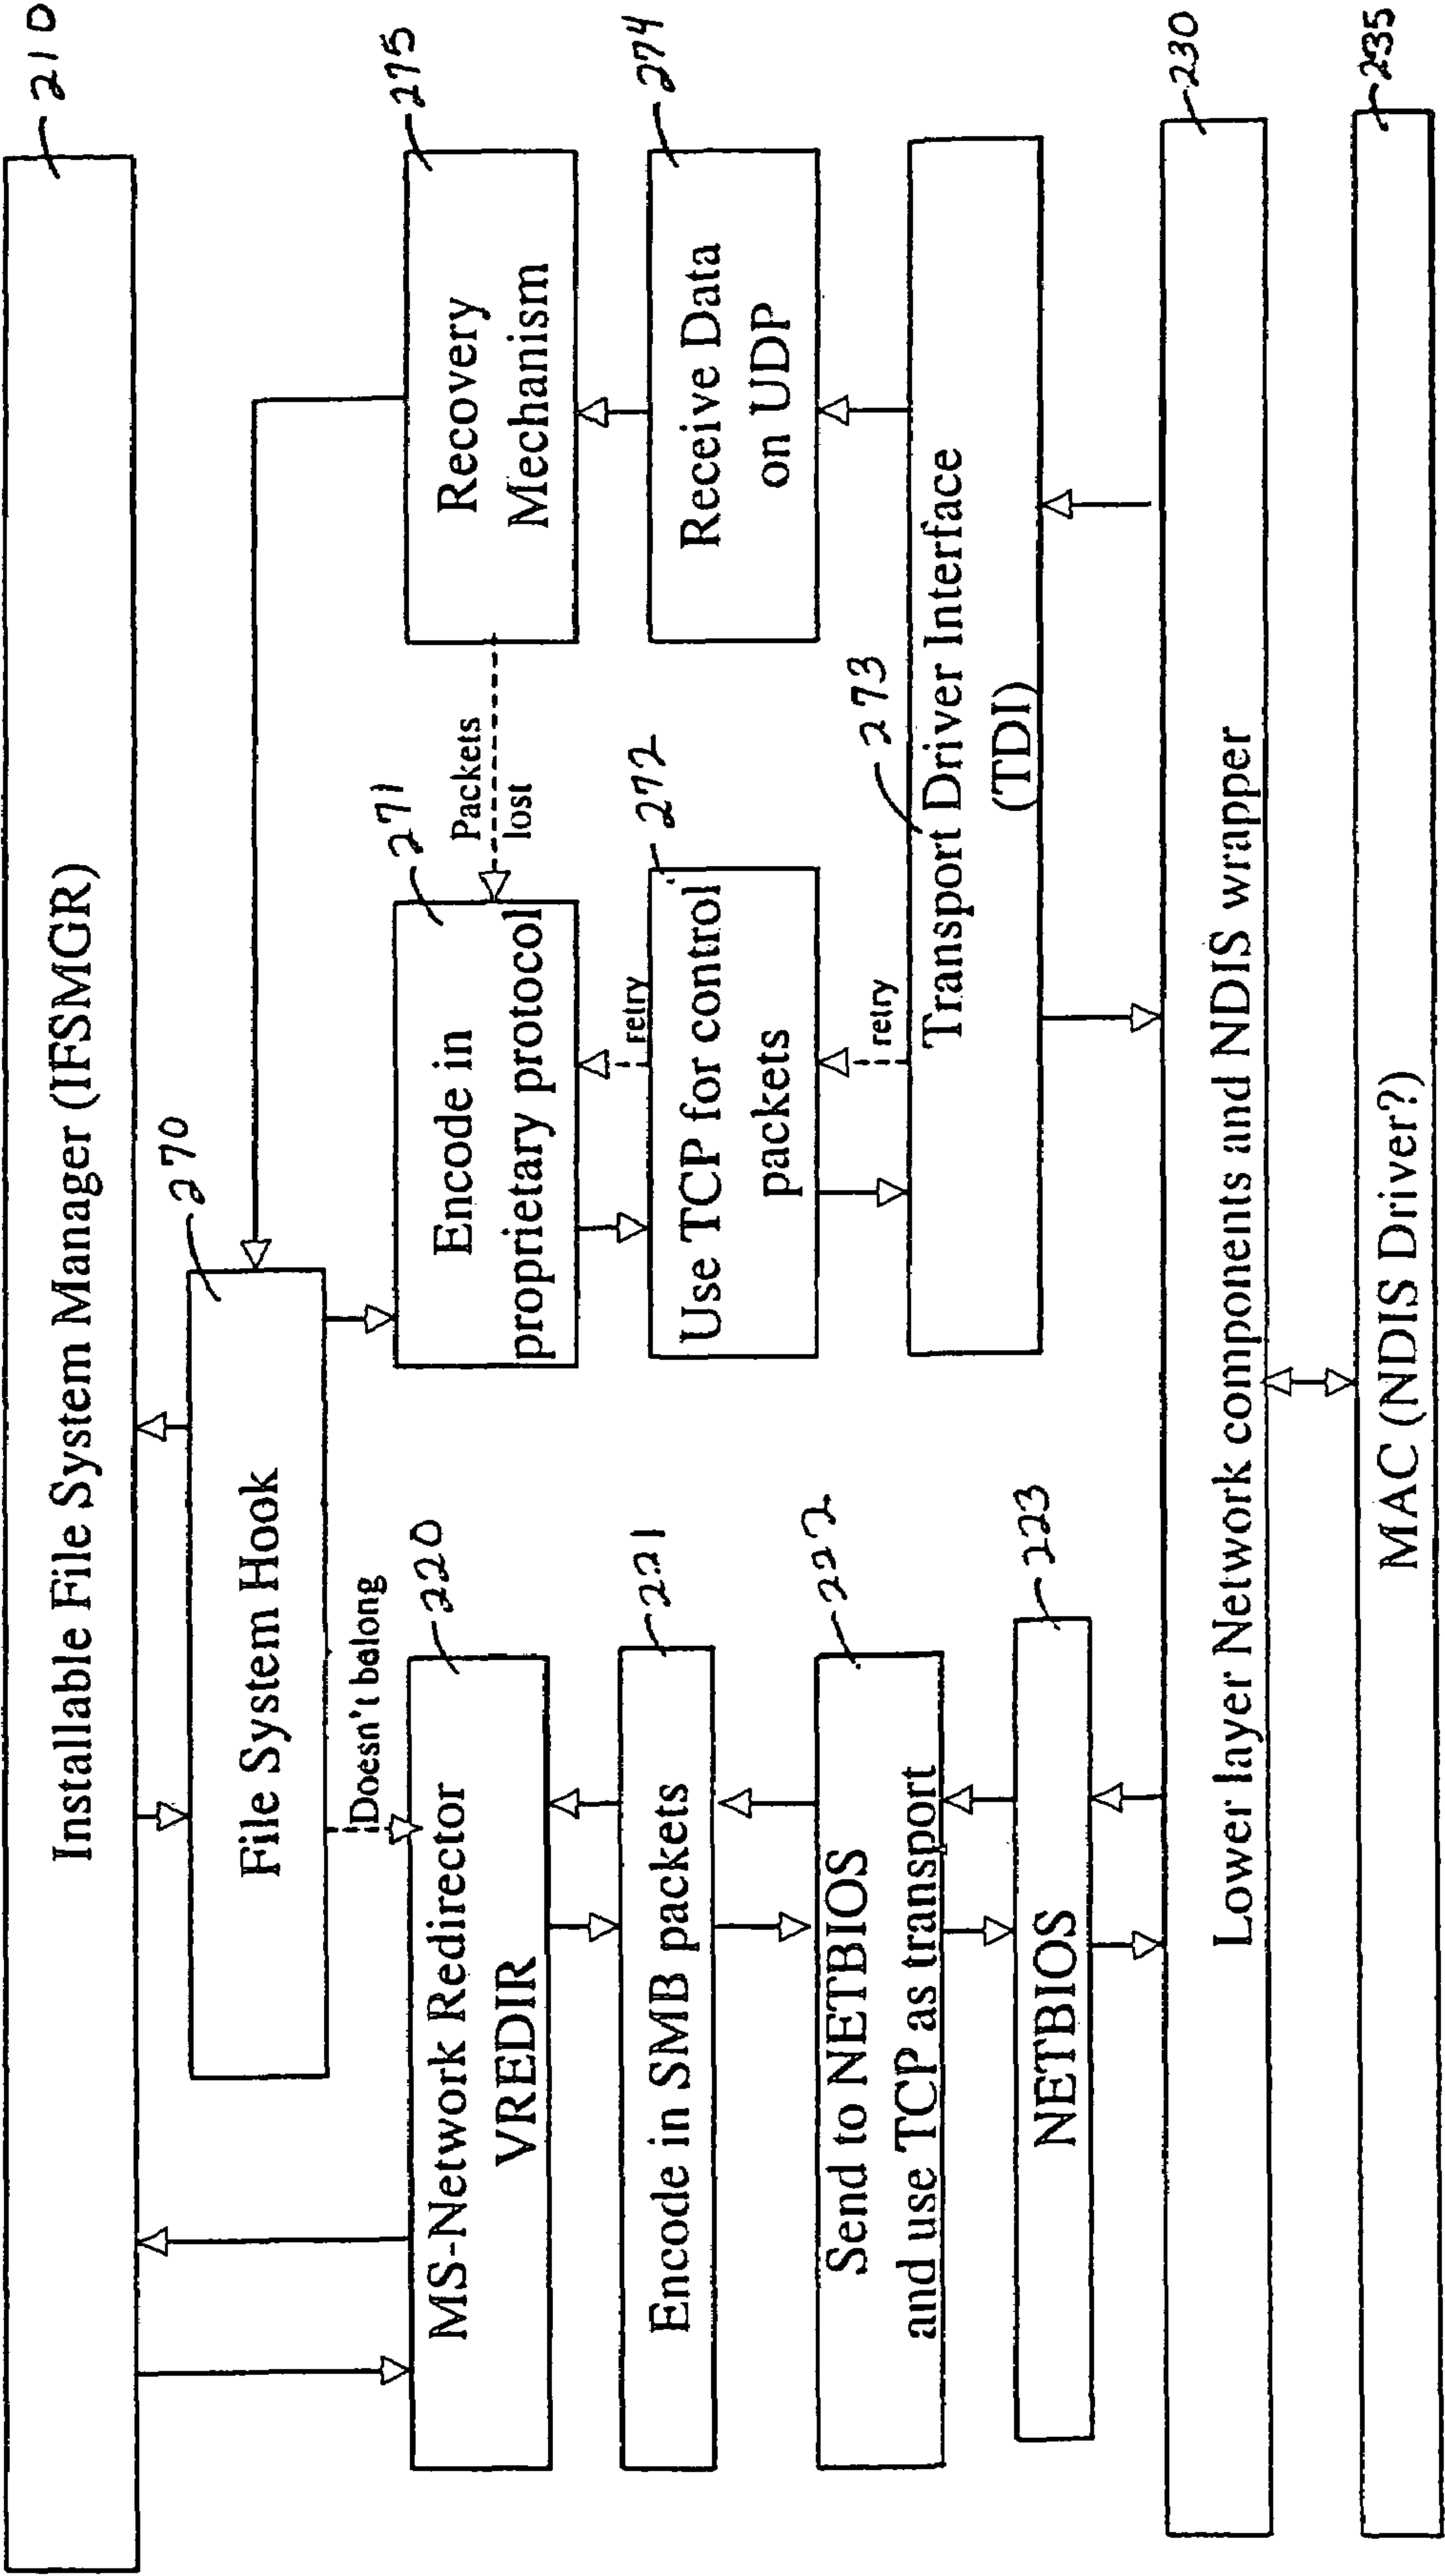 Installable File System Manager (IFSMGR)
210
File System Hook
270
Doesn't belong
MS-Network Redirector
VREDIR
220
Encode in SMB packets
221
Send to NETBIOS
and use TCP as transport
222
NETBIOS
223
Encode in
proprietary protocol
271
Packets
lost
retry
Use TCP for control
packets
272
retry
Recovery
Mechanism
275
Receive Data
on UDP
274
Transport Driver Interface
(TDI)
273
Lower layer Network components and NDIS wrapper
230
MAC (NDIS Driver?)
235